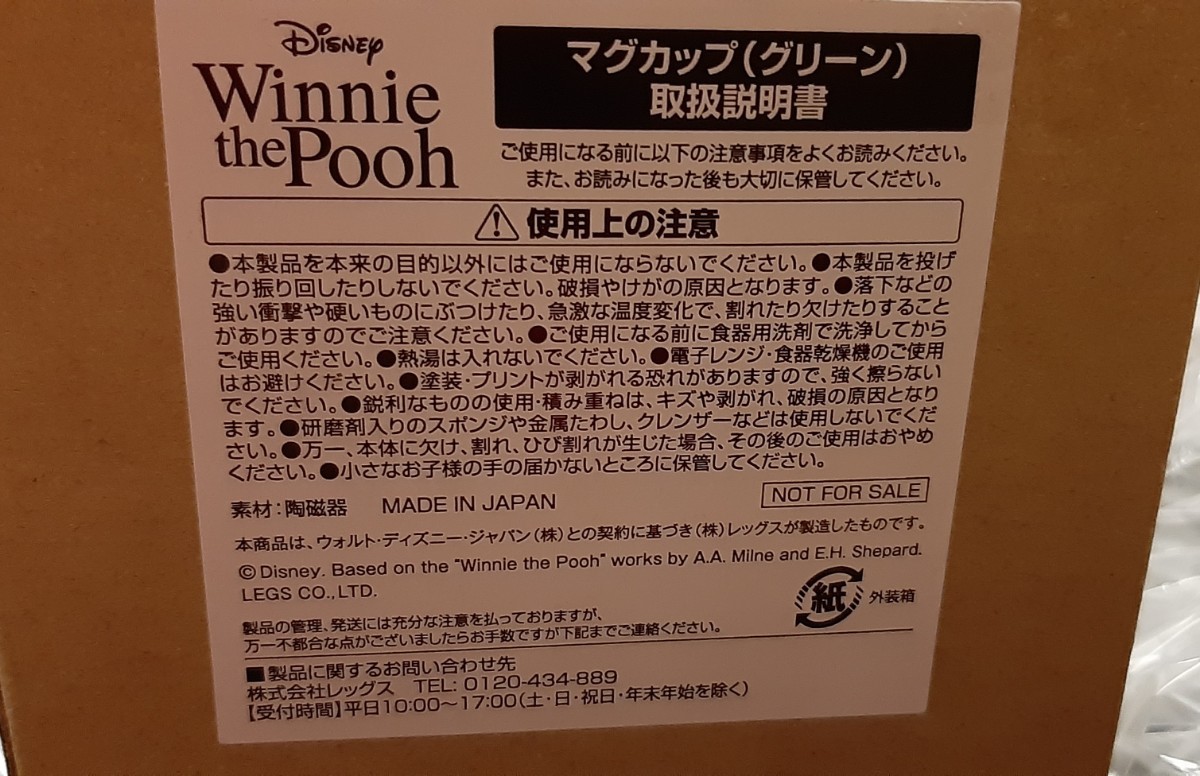 Disney
Winnie
the Pooh
マグカップ(グリーン)
取扱説明書
ご使用になる前に以下の注意事項をよくお読みください。
また、お読みになった後も大切に保管してください。
使用上の注意
●本製品を本来の目的以外にはご使用にならないでください。●本製品を投げ
たり振り回したりしないでください。破損やけがの原因となります。●落下などの
強い衝撃や硬いものにぶつけたり、急激な温度変化で、割れたり欠けたりすること
がありますのでご注意ください。●ご使用になる前に食器用洗剤で洗浄してから
ご使用ください。●熱湯は入れないでください。●電子レンジ・食器乾燥機のご使用
はお避けください。●塗装・プリントが剥がれる恐れがありますので、強く擦らない
でください。●鋭利なものの使用・積み重ねは、キズや剥がれ、破損の原因となり
ます。●研磨剤入りのスポンジや金属たわし、クレンザーなどは使用しないでくだ
さい。●万一、本体に欠け、割れ、ひび割れが生じた場合、その後のご使用はおやめ
ください。●小さなお子様の手の届かないところに保管してください。
素材:陶磁器 MADE IN JAPAN
NOT FOR SALE
本商品は、ウォルト・ディズニー・ジャパン(株)との契約に基づき(株)レッグスが製造したものです。
©Disney. Based on the "Winnie the Pooh" works by A.A. Milne and E.H. Shepard.
LEGS CO.,LTD.
紙 外装箱
製品の管理、発送には充分な注意を払っておりますが、
万一不都合な点がございましたらお手数ですが下記までご連絡ください。
■製品に関するお問い合わせ先
株式会社レッグス TEL: 0120-434-889
【受付時間】平日10:00〜17:00(土・日・祝日・年末年始を除く)